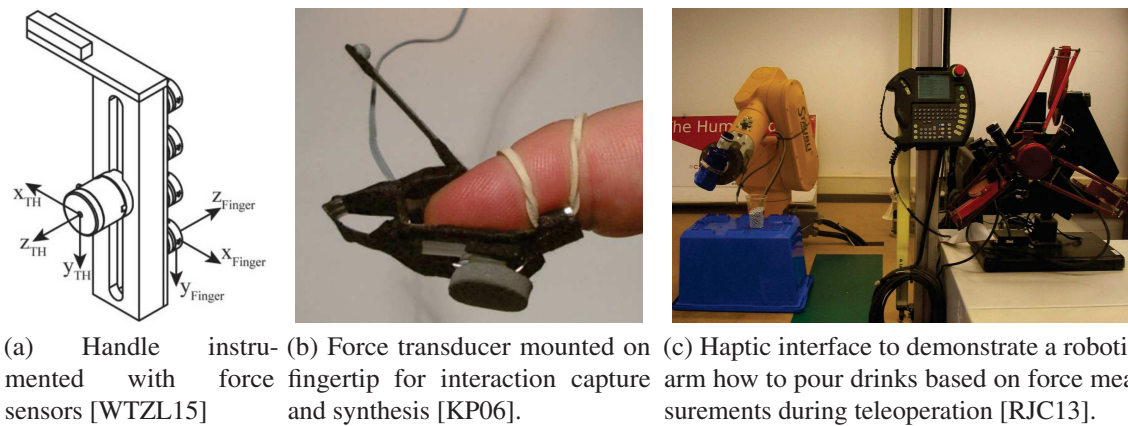 x_TH
z_TH
y_TH
z_Finger
x_Finger
y_Finger
The Hum
(a) Handle instru-
mented with force
sensors [WTZL15]
(b) Force transducer mounted on
fingertip for interaction capture
and synthesis [KP06].
(c) Haptic interface to demonstrate a roboti
arm how to pour drinks based on force mea
surements during teleoperation [RJC13].